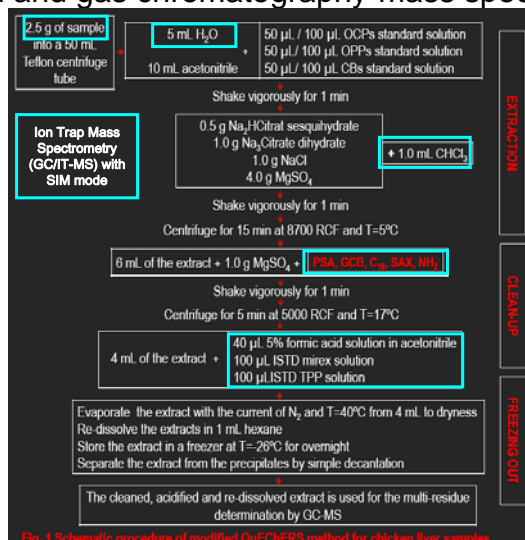 and gas chromatography mass spec
2.5 g of sample
into a 50 mL
Teflon centrifuge
tube
5 mL H₂O
+
10 mL acetonitrile
50 µL / 100 µL OCPs standard solution
50 µL / 100 µL OPPs standard solution
50 µL/ 100 µL CBs standard solution
Shake vigorously for 1 min
0.5 g Na₂HCitrat sesquihydrate
1.0 g Na₃Citrate dihydrate
1.0 g NaCl
4.0 g MgSO₄
+ 1.0 mL CHCl₃
Ion Trap Mass
Spectrometry
(GC/IT-MS) with
SIM mode
Shake vigorously for 1 min
Centrifuge for 15 min at 8700 RCF and T=5°C
EXTRACTION
6 mL of the extract + 1.0 g MgSO₄ + PSA, GCB, C₁₈, SAX, NH₂
Shake vigorously for 1 min
Centrifuge for 5 min at 5000 RCF and T=17°C
CLEAN-UP
4 mL of the extract +
40 µL 5% formic acid solution in acetonitrile
100 µL ISTD mirex solution
100 µLISTD TPP solution
Evaporate the extract with the current of N₂ and T=40°C from 4 mL to dryness
Re-dissolve the extracts in 1 mL hexane
Store the extract in a freezer at T=-26°C for overnight
Separate the extract from the precipitates by simple decantation
FREEZING OUT
The cleaned, acidified and re-dissolved extract is used for the multi-residue
determination by GC-MS
Fig. 1 Schematic procedure of modified QuEChERS method for chicken liver samples